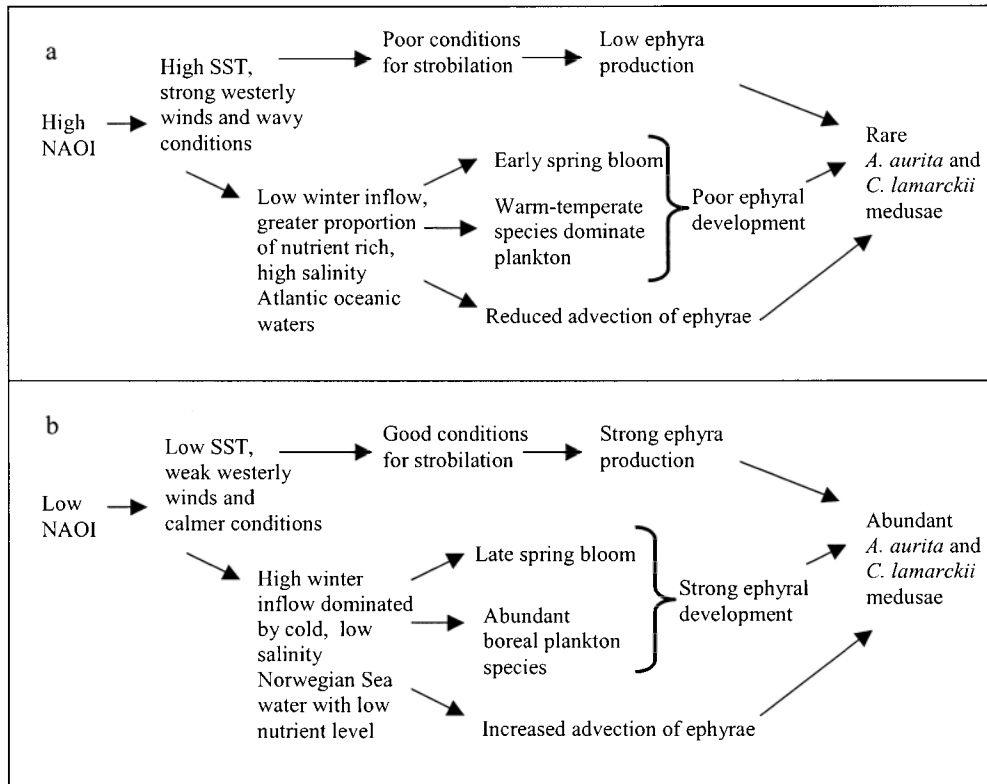 a
High
NAOI
High SST,
strong westerly
winds and wavy
conditions
Poor conditions
for strobilation
Low ephyra
production
Low winter inflow,
greater proportion
of nutrient rich,
high salinity
Atlantic oceanic
waters
Early spring bloom
Warm-temperate
species dominate
plankton
Poor ephyral
development
Reduced advection of ephyrae
Rare
A. aurita and
C. lamarckii
medusae
b
Low
NAOI
Low SST,
weak westerly
winds and
calmer conditions
Good conditions
for strobilation
Strong ephyra
production
High winter
inflow dominated
by cold, low
salinity
Norwegian Sea
water with low
nutrient level
Late spring bloom
Abundant
boreal plankton
species
Strong ephyral
development
Increased advection of ephyrae
Abundant
A. aurita and
C. lamarckii
medusae